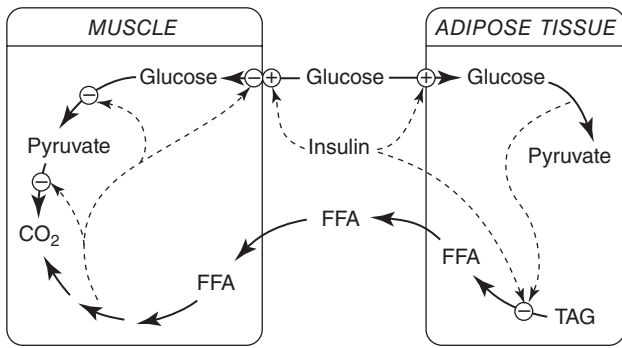 MUSCLE
ADIPOSE TISSUE
Glucose − + Glucose + Glucose
−
Pyruvate
Insulin
Pyruvate
−
CO₂
FFA
FFA
FFA
− TAG